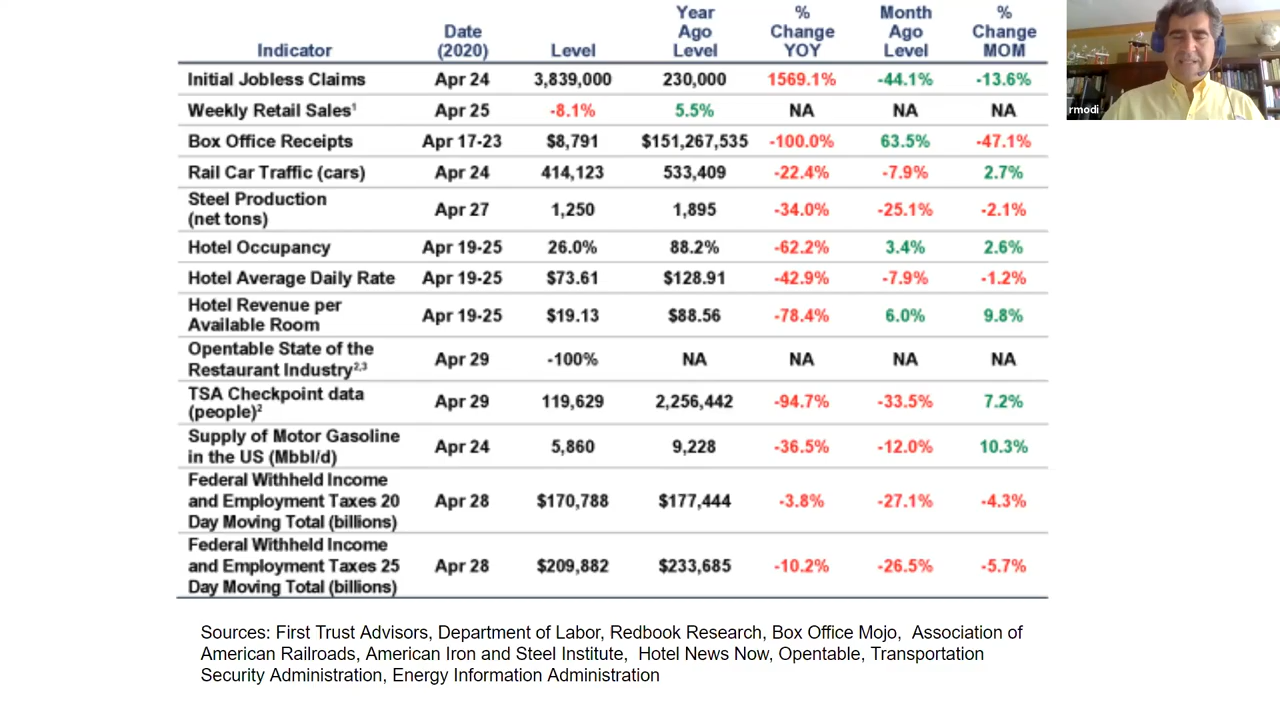 Indicator Date (2020) Level Year Ago Level % Change YOY Month Ago Level % Change MOM
Initial Jobless Claims Apr 24 3,839,000 230,000 1569.1% -44.1% -13.6%
Weekly Retail Sales¹ Apr 25 -8.1% 5.5% NA NA NA
Box Office Receipts Apr 17-23 $8,791 $151,267,535 -100.0% 63.5% -47.1%
Rail Car Traffic (cars) Apr 24 414,123 533,409 -22.4% -7.9% 2.7%
Steel Production
(net tons) Apr 27 1,250 1,895 -34.0% -25.1% -2.1%
Hotel Occupancy Apr 19-25 26.0% 88.2% -62.2% 3.4% 2.6%
Hotel Average Daily Rate Apr 19-25 $73.61 $128.91 -42.9% -7.9% -1.2%
Hotel Revenue per
Available Room Apr 19-25 $19.13 $88.56 -78.4% 6.0% 9.8%
Opentable State of the
Restaurant Industry²,³ Apr 29 -100% NA NA NA NA
TSA Checkpoint data
(people)² Apr 29 119,629 2,256,442 -94.7% -33.5% 7.2%
Supply of Motor Gasoline
in the US (Mbbl/d) Apr 24 5,860 9,228 -36.5% -12.0% 10.3%
Federal Withheld Income
and Employment Taxes 20 Apr 28 $170,788 $177,444 -3.8% -27.1% -4.3%
Day Moving Total (billions)
Federal Withheld Income
and Employment Taxes 25 Apr 28 $209,882 $233,685 -10.2% -26.5% -5.7%
Day Moving Total (billions)
Sources: First Trust Advisors, Department of Labor, Redbook Research, Box Office Mojo, Association of
American Railroads, American Iron and Steel Institute, Hotel News Now, Opentable, Transportation
Security Administration, Energy Information Administration
rmodi